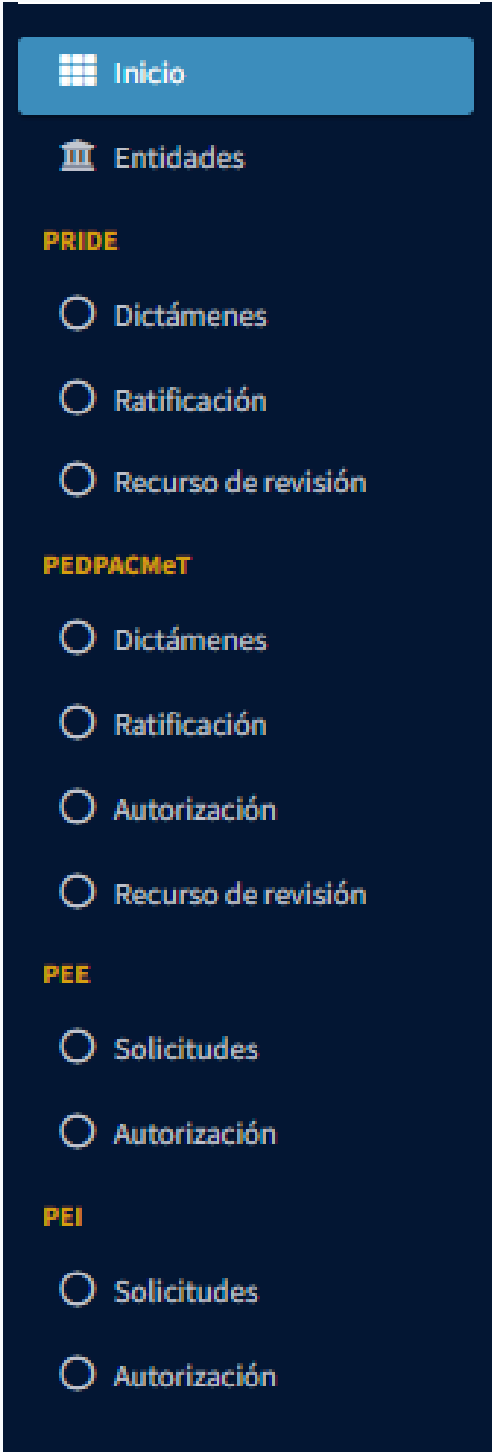 Inicio
Entidades
PRIDE
Dictámenes
Ratificación
Recurso de revisión
PEDPACMeT
Dictámenes
Ratificación
Autorización
Recurso de revisión
PEE
Solicitudes
Autorización
PEI
Solicitudes
Autorización